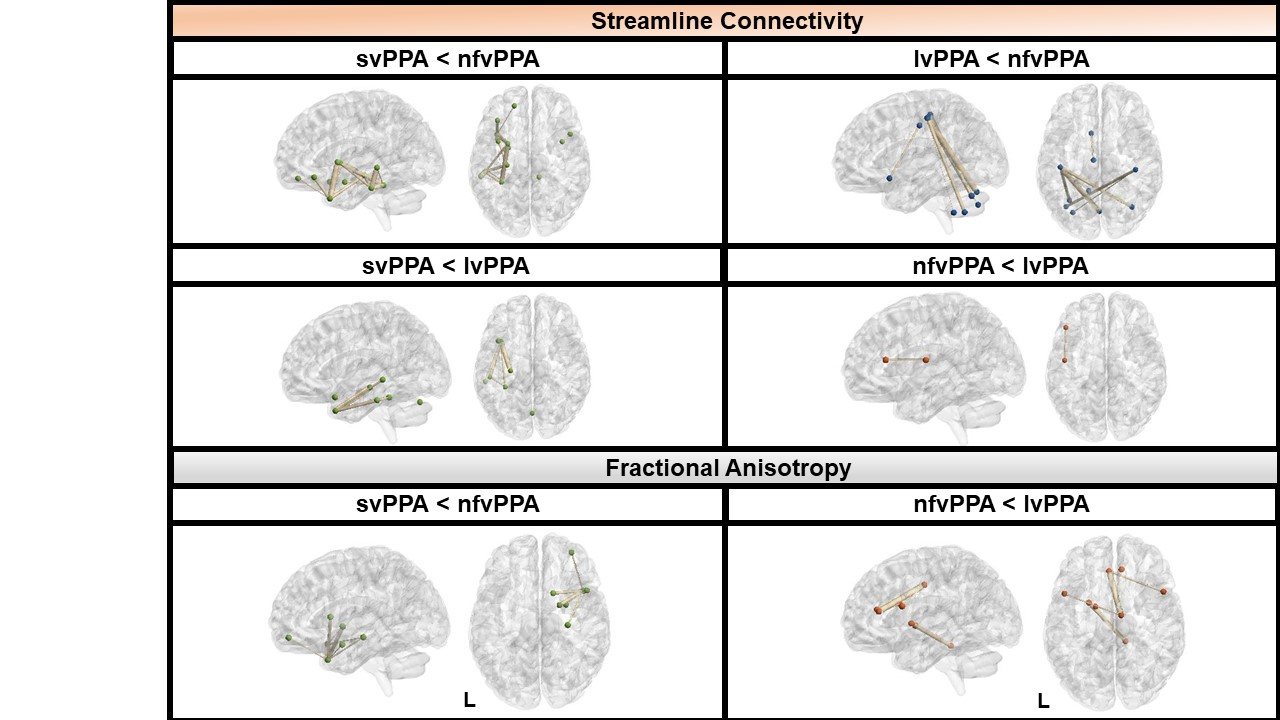 Streamline Connectivity
svPPA < nfvPPA
lvPPA < nfvPPA
svPPA < lvPPA
nfvPPA < lvPPA
Fractional Anisotropy
svPPA < nfvPPA
nfvPPA < lvPPA
L
L